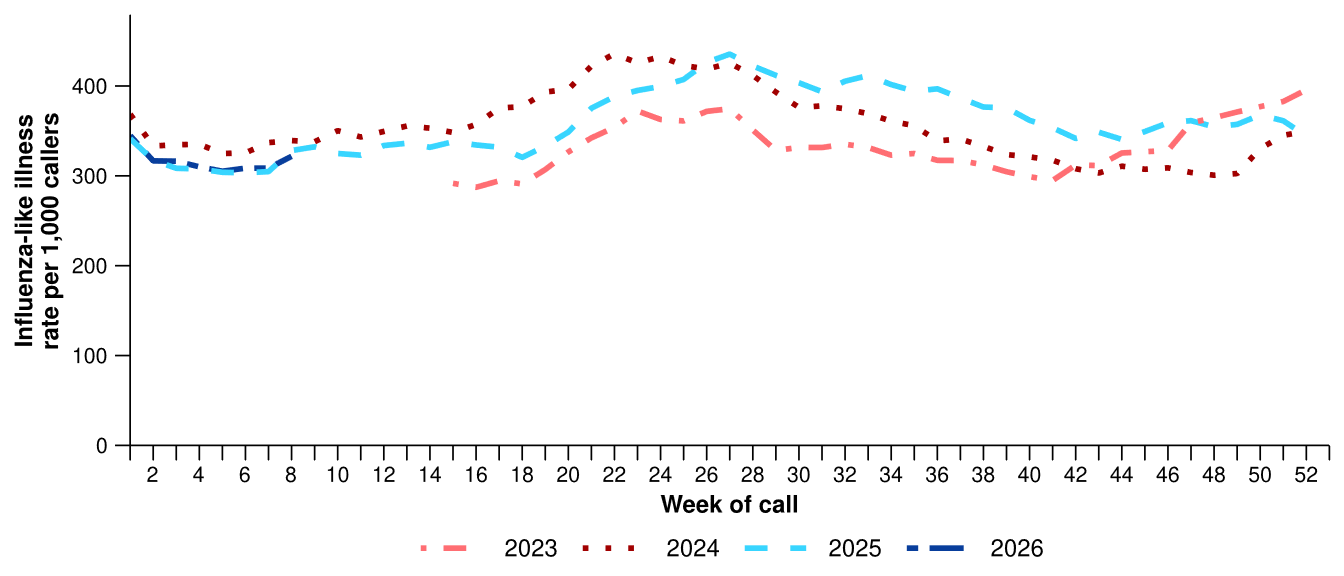 Influenza-like illness
rate per 1,000 callers
400
300
200
100
0
2 4 6 8 10 12 14 16 18 20 22 24 26 28 30 32 34 36 38 40 42 44 46 48 50 52
Week of call
2023 2024 2025 2026